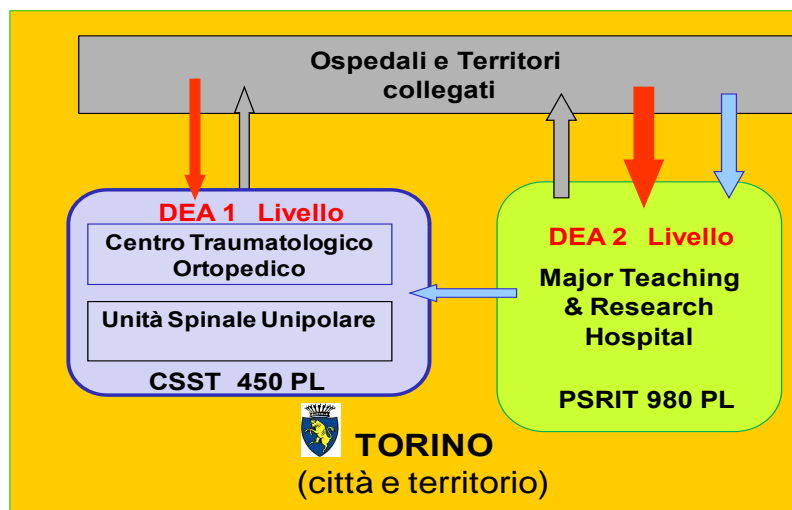 Ospedali e Territori
collegati
DEA 1 Livello
Centro Traumatologico
Ortopedico
Unità Spinale Unipolare
CSST 450 PL
DEA 2 Livello
Major Teaching
& Research
Hospital
PSRIT 980 PL
TORINO
(città e territorio)